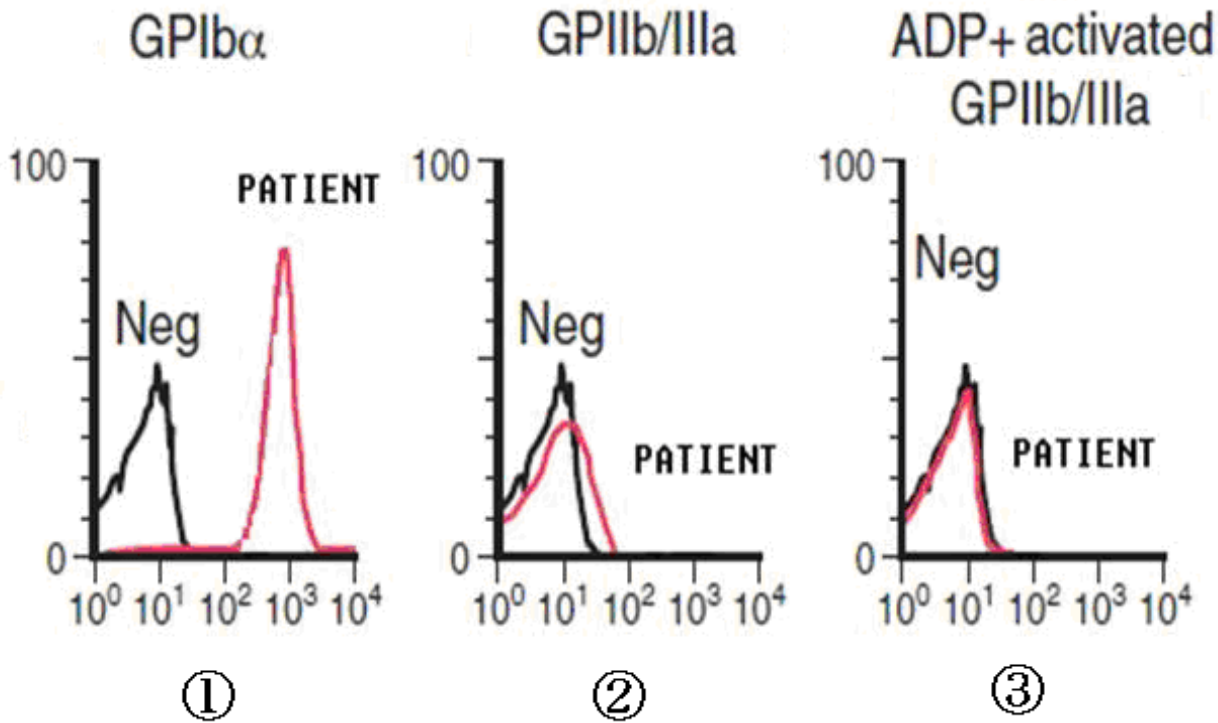 GPIbα
GPIIb/IIIa
ADP+ activated
GPIIb/IIIa
100
PATIENT
Neg
0
10⁰ 10¹ 10² 10³ 10⁴
①
100
Neg
PATIENT
0
10⁰ 10¹ 10² 10³ 10⁴
②
100
Neg
PATIENT
0
10⁰ 10¹ 10² 10³ 10⁴
③